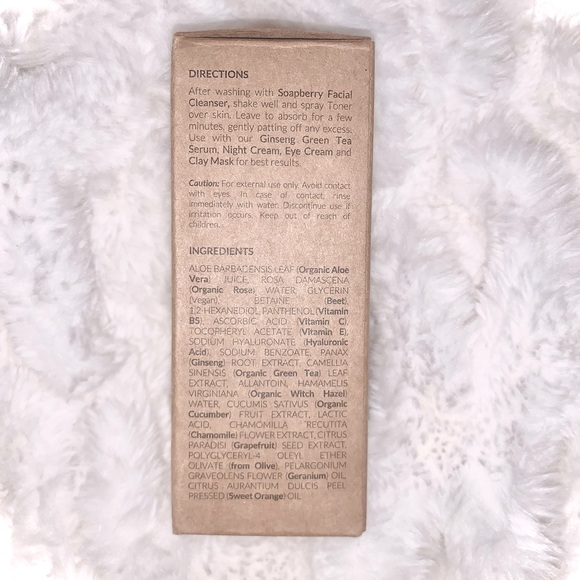 DIRECTIONS
After washing with Soapberry Facial
Cleanser, shake well and spray Toner
over skin. Leave to absorb for a few
minutes, gently patting off any excess.
Use with our Ginseng Green Tea
Serum, Night Cream, Eye Cream and
Clay Mask for best results.
Caution: For external use only. Avoid contact
with eyes. In case of contact, rinse
immediately with water. Discontinue use if
irritation occurs. Keep out of reach of
children.
INGREDIENTS
ALOE BARBADENSIS LEAF (Organic Aloe
Vera) JUICE, ROSA DAMASCENA
(Organic Rose) WATER, GLYCERIN
(Vegan), BETAINE (Beet),
1,2 HEXANEDIOL, PANTHENOL (Vitamin
B5), ASCORBIC ACID (Vitamin C),
TOCOPHERYL ACETATE (Vitamin E),
SODIUM HYALURONATE (Hyaluronic
Acid), SODIUM BENZOATE, PANAX
(Ginseng) ROOT EXTRACT, CAMELLIA
SINENSIS (Organic Green Tea) LEAF
EXTRACT, ALLANTOIN, HAMAMELIS
VIRGINIANA (Organic Witch Hazel)
WATER, CUCUMIS SATIVUS (Organic
Cucumber) FRUIT EXTRACT, LACTIC
ACID, CHAMOMILLA RECUTITA
(Chamomile) FLOWER EXTRACT, CITRUS
PARADISI (Grapefruit) SEED EXTRACT,
POLYGLYCERYL-4 OLEYL ETHER
OLIVATE (from Olive), PELARGONIUM
GRAVEOLENS FLOWER (Geranium) OIL,
CITRUS AURANTIUM DULCIS PEEL
PRESSED (Sweet Orange) OIL